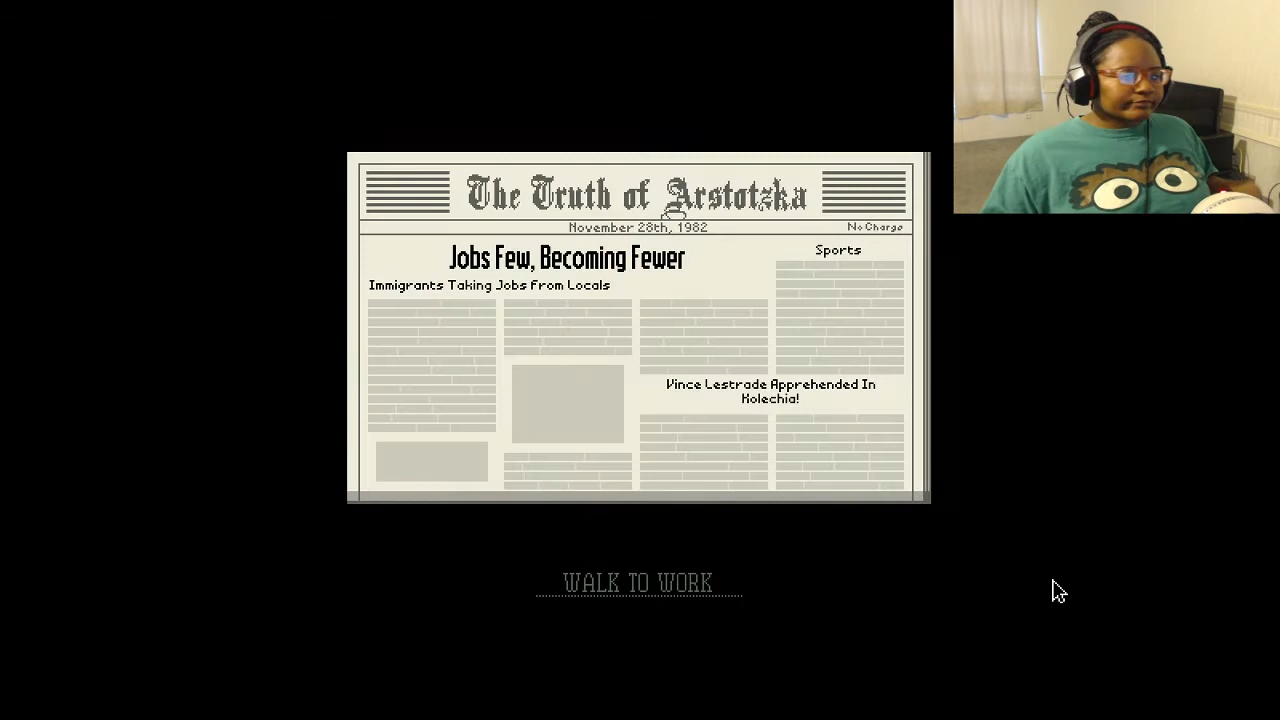 The Truth of Arstotzka
November 28th, 1982
No Charge
Jobs Few, Becoming Fewer
Immigrants Taking Jobs From Locals
Sports
Vince Lestrade Apprehended In
Kolechia!
WALK TO WORK